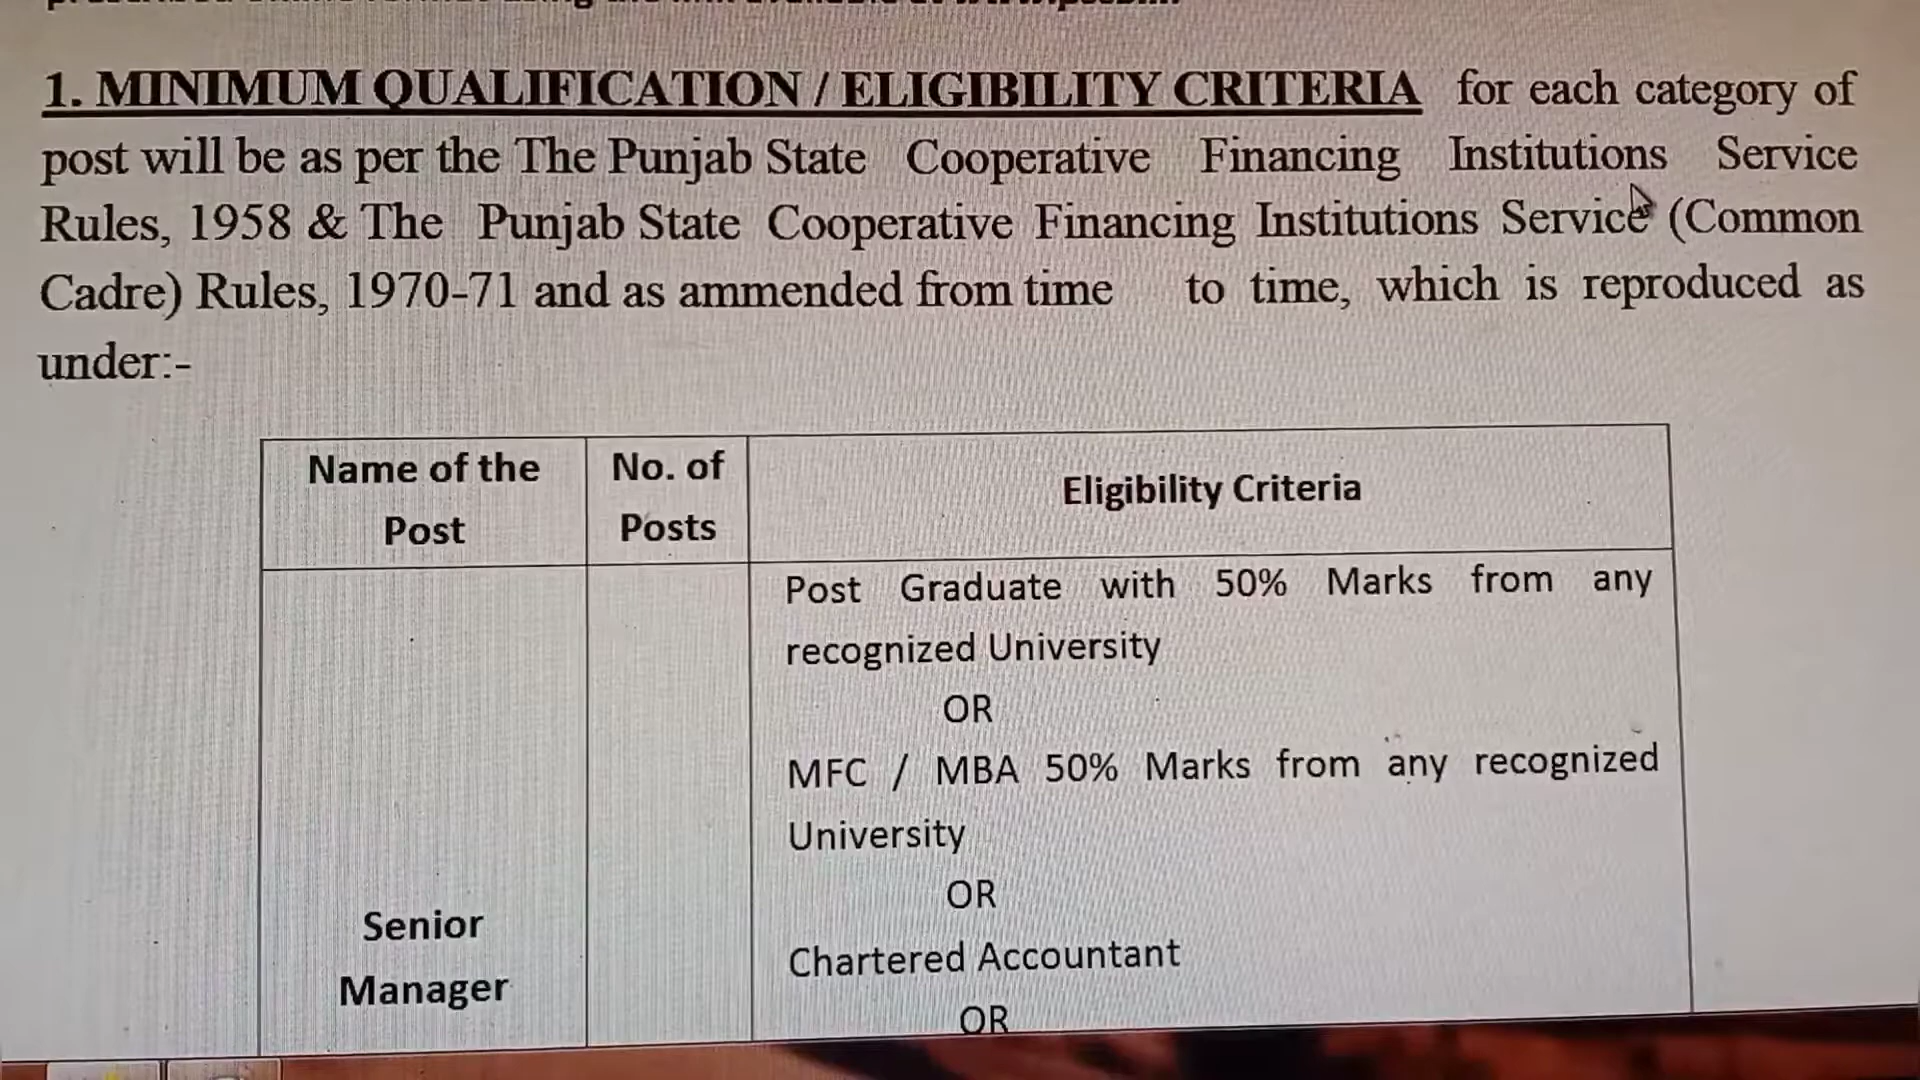 1. MINIMUM QUALIFICATION / ELIGIBILITY CRITERIA for each category of
post will be as per the The Punjab State Cooperative Financing Institutions Service
Rules, 1958 & The Punjab State Cooperative Financing Institutions Service (Common
Cadre) Rules, 1970-71 and as ammended from time to time, which is reproduced as
under:-
Name of the
Post
No. of
Posts
Eligibility Criteria
Senior
Manager
Post Graduate with 50% Marks from any
recognized University
OR
MFC / MBA 50% Marks from any recognized
University
OR
Chartered Accountant
OR